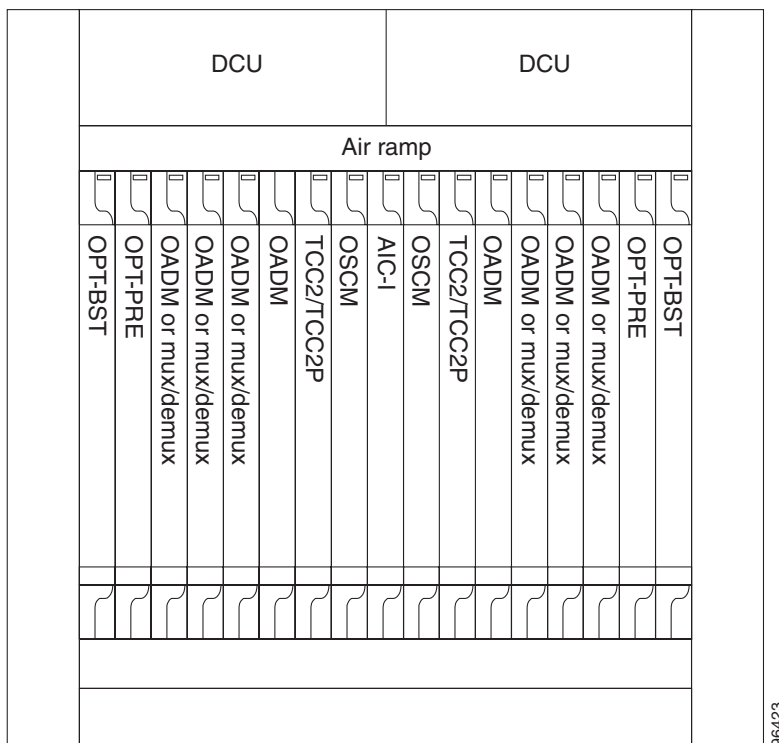 DCU
DCU
Air ramp
OPT-BST
OPT-PRE
OADM or mux/demux
OADM or mux/demux
OADM or mux/demux
OADM
TCC2/TCC2P
OSCM
AIC-I
OSCM
TCC2/TCC2P
OADM
OADM or mux/demux
OADM or mux/demux
OADM or mux/demux
OPT-PRE
OPT-BST